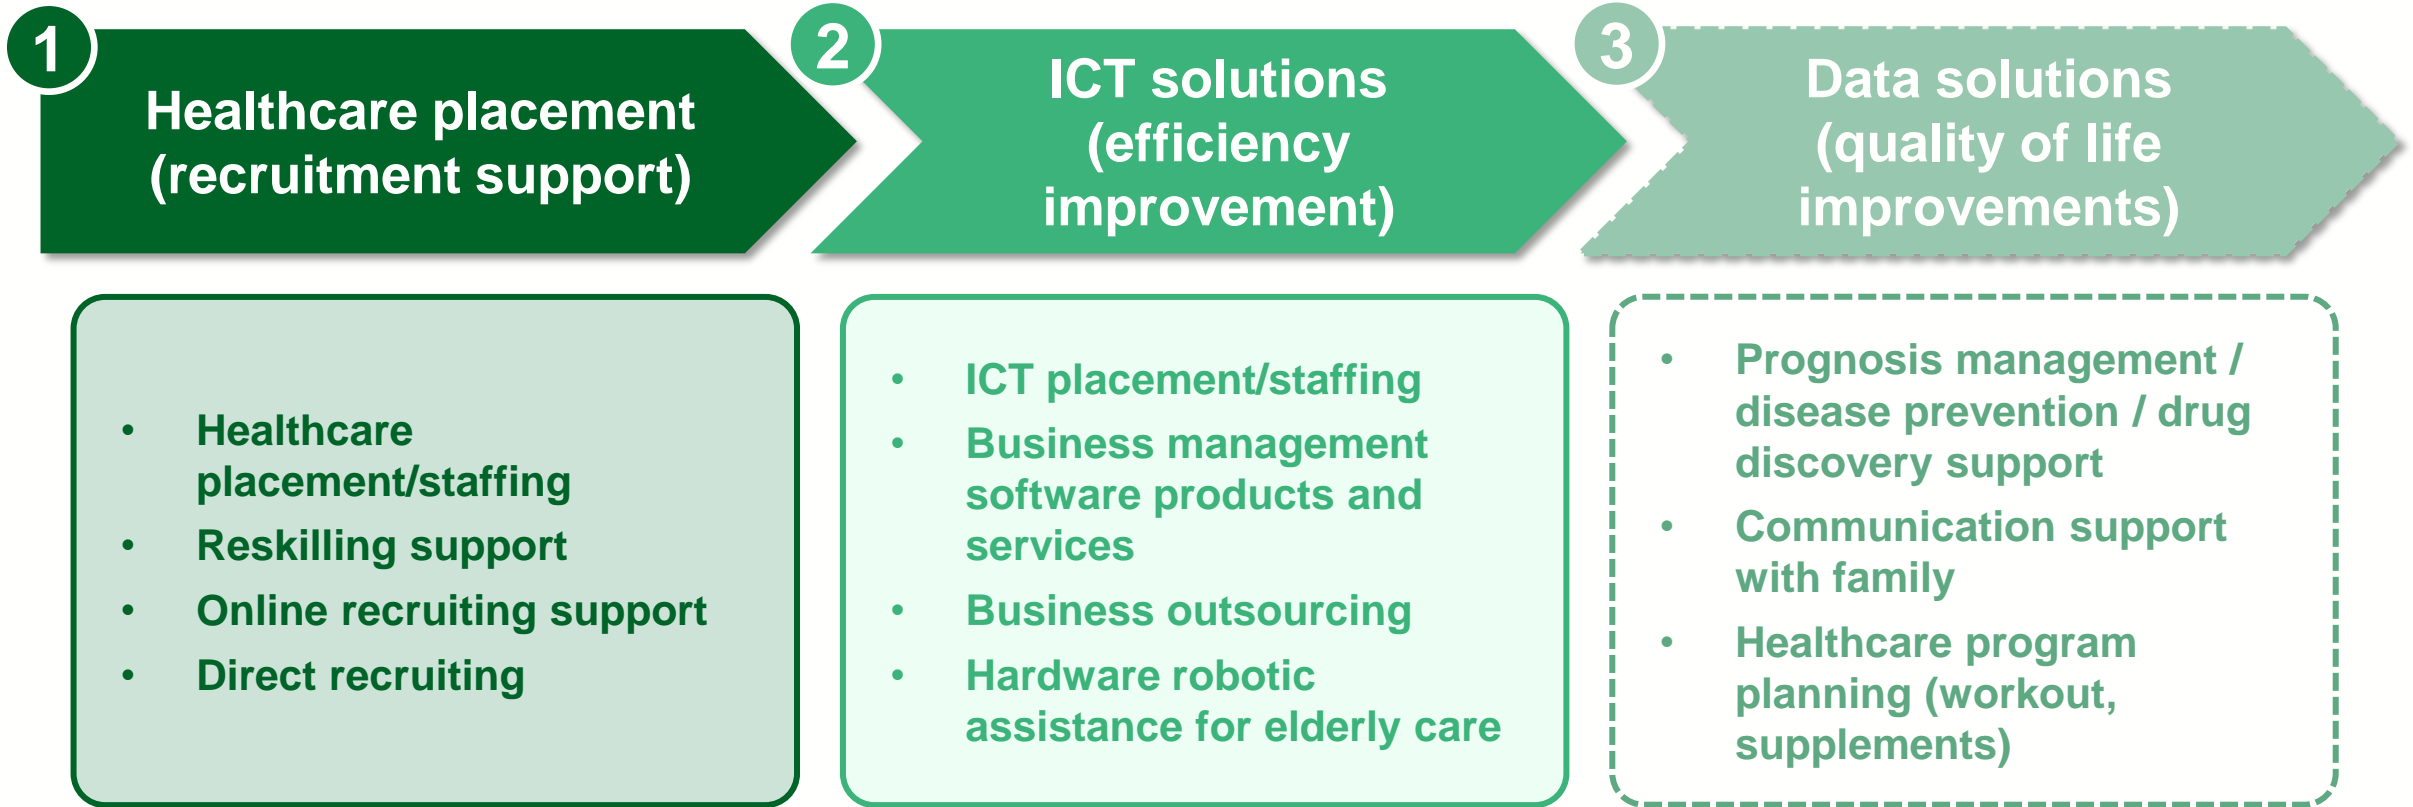 1
Healthcare placement
(recruitment support)
• Healthcare
placement/staffing
• Reskilling support
• Online recruiting support
• Direct recruiting
2
ICT solutions
(efficiency
improvement)
• ICT placement/staffing
• Business management
software products and
services
• Business outsourcing
• Hardware robotic
assistance for elderly care
3
Data solutions
(quality of life
improvements)
• Prognosis management /
disease prevention / drug
discovery support
• Communication support
with family
• Healthcare program
planning (workout,
supplements)